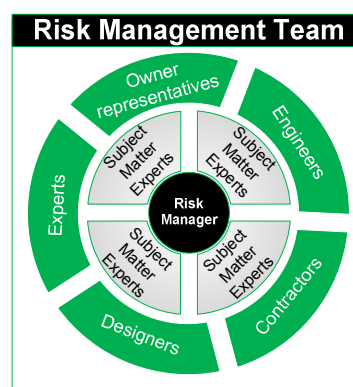 Risk Management Team
Owner
representatives
Engineers
Contractors
Designers
Experts
Subject
Matter
Experts
Subject
Matter
Experts
Risk
Manager
Subject
Matter
Experts
Subject
Matter
Experts